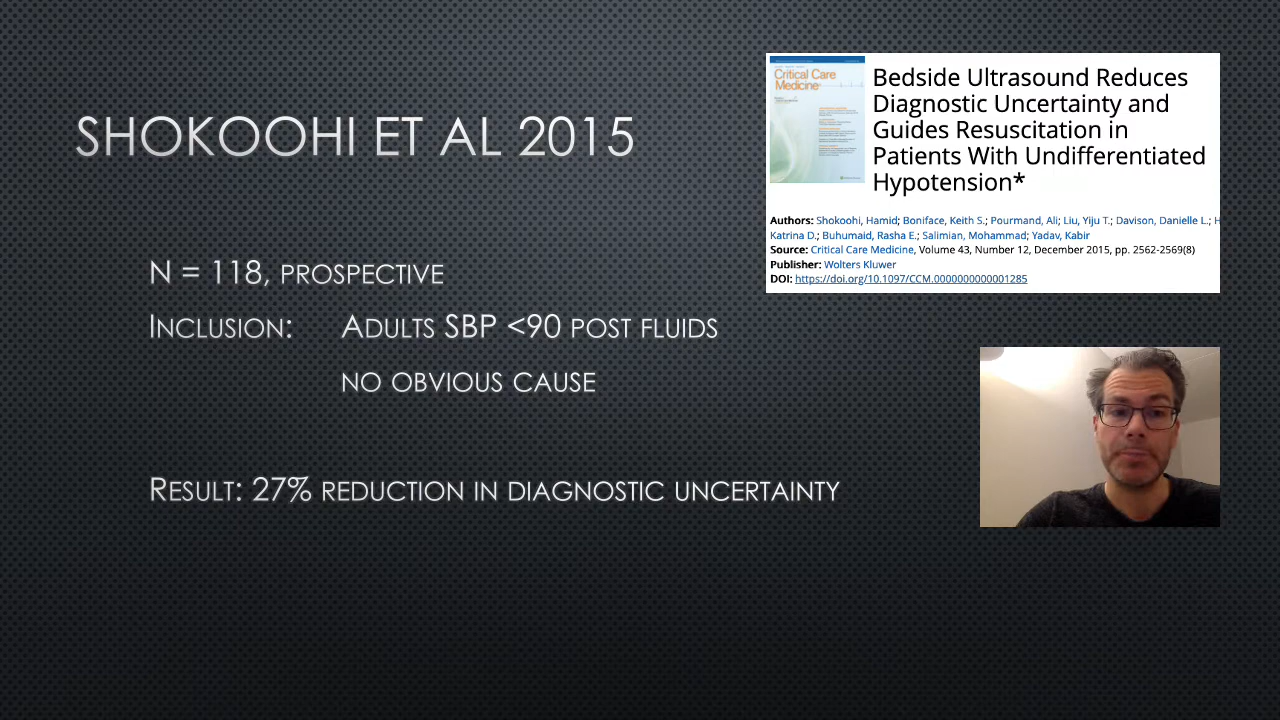 SHOKOOHI ET AL 2015
N = 118, PROSPECTIVE
INCLUSION: ADULTS SBP <90 POST FLUIDS
NO OBVIOUS CAUSE
RESULT: 27% REDUCTION IN DIAGNOSTIC UNCERTAINTY
Critical Care
Medicine
Bedside Ultrasound Reduces
Diagnostic Uncertainty and
Guides Resuscitation in
Patients With Undifferentiated
Hypotension*
Authors: Shokoohi, Hamid; Boniface, Keith S.; Pourmand, Ali; Liu, Yiju T.; Davison, Danielle L.; H
Katrina D.; Buhumaid, Rasha E.; Salimian, Mohammad; Yadav, Kabir
Source: Critical Care Medicine, Volume 43, Number 12, December 2015, pp. 2562-2569(8)
Publisher: Wolters Kluwer
DOI: https://doi.org/10.1097/CCM.0000000000001285